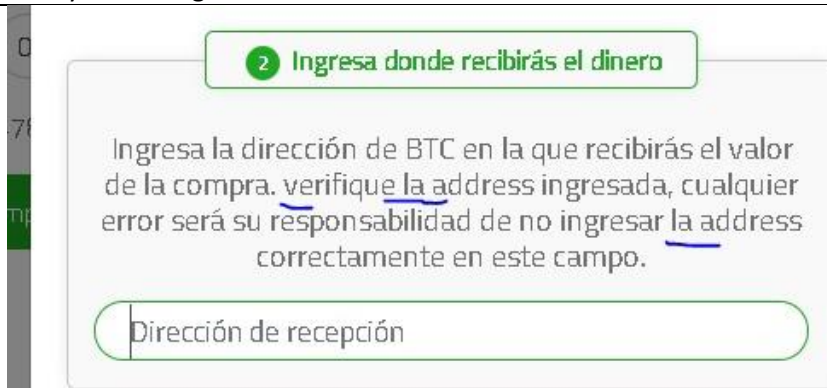 2 Ingresa donde recibirás el dinero
Ingresa la dirección de BTC en la que recibirás el valor
de la compra. verifique la address ingresada, cualquier
error será su responsabilidad de no ingresar la address
correctamente en este campo.
Dirección de recepción